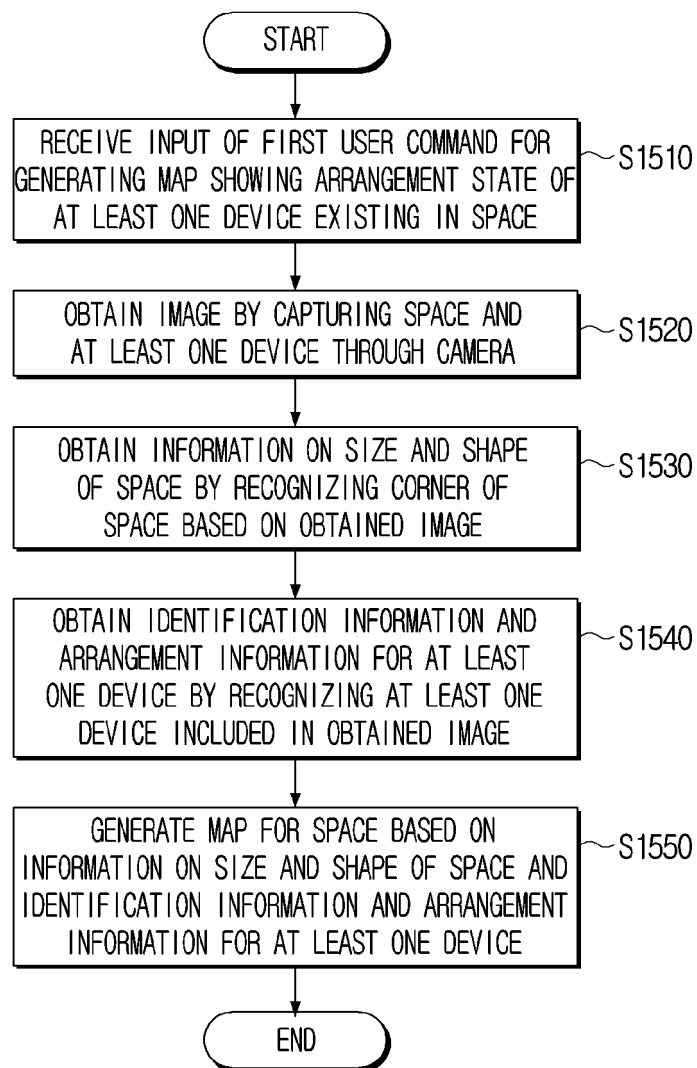 START
RECEIVE INPUT OF FIRST USER COMMAND FOR
GENERATING MAP SHOWING ARRANGEMENT STATE OF
AT LEAST ONE DEVICE EXISTING IN SPACE
S1510
OBTAIN IMAGE BY CAPTURING SPACE AND
AT LEAST ONE DEVICE THROUGH CAMERA
S1520
OBTAIN INFORMATION ON SIZE AND SHAPE
OF SPACE BY RECOGNIZING CORNER OF
SPACE BASED ON OBTAINED IMAGE
S1530
OBTAIN IDENTIFICATION INFORMATION AND
ARRANGEMENT INFORMATION FOR AT LEAST
ONE DEVICE BY RECOGNIZING AT LEAST ONE
DEVICE INCLUDED IN OBTAINED IMAGE
S1540
GENERATE MAP FOR SPACE BASED ON
INFORMATION ON SIZE AND SHAPE OF SPACE AND
IDENTIFICATION INFORMATION AND ARRANGEMENT
INFORMATION FOR AT LEAST ONE DEVICE
S1550
END